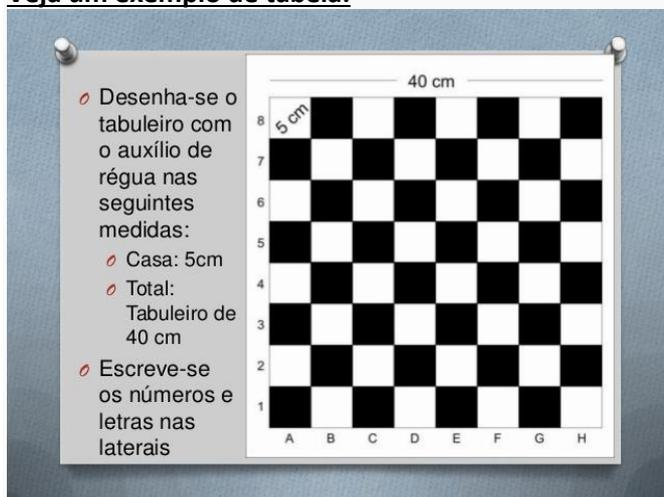 Veja um exemplo de tabela:
Desenha-se o
tabuleiro com
o auxílio de
régua nas
seguintes
medidas:
Casa: 5cm
Total:
Tabuleiro de
40 cm
Escreve-se
os números e
letras nas
laterais
40 cm
5 cm
8
7
6
5
4
3
2
1
A B C D E F G H